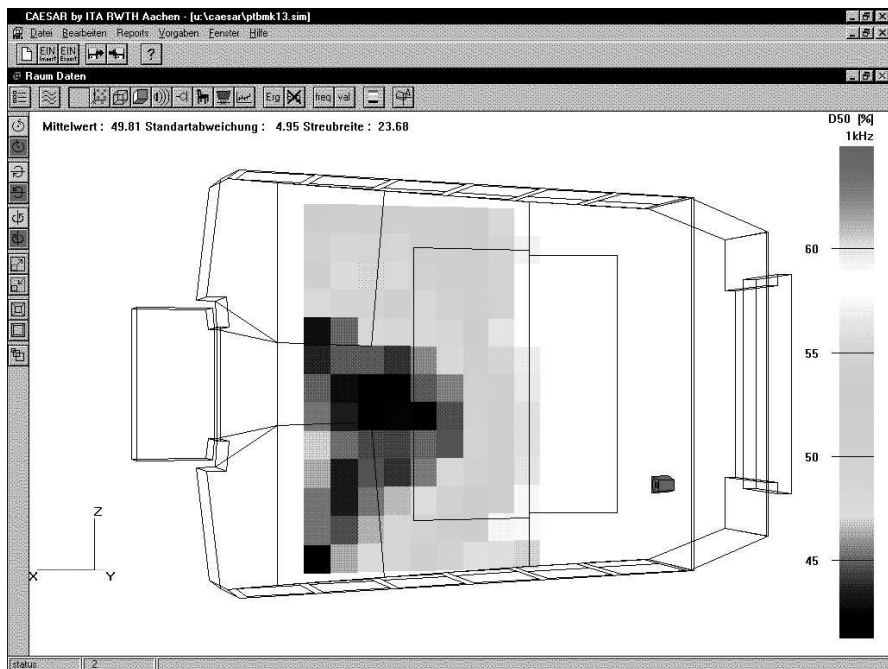 CAESAR by ITA RWTH Aachen - [u:\caesar\ptbmk13.sim]
Datei Bearbeiten Reports Vorgaben Fenster Hilfe
EIN EIN
Insert Exsert
?
Raum Daten
Erg freq val
Mittelwert : 49.81 Standartabweichung : 4.95 Streubreite : 23.68
D50 [%]
1kHz
60
55
50
45
Z
X Y
status 2